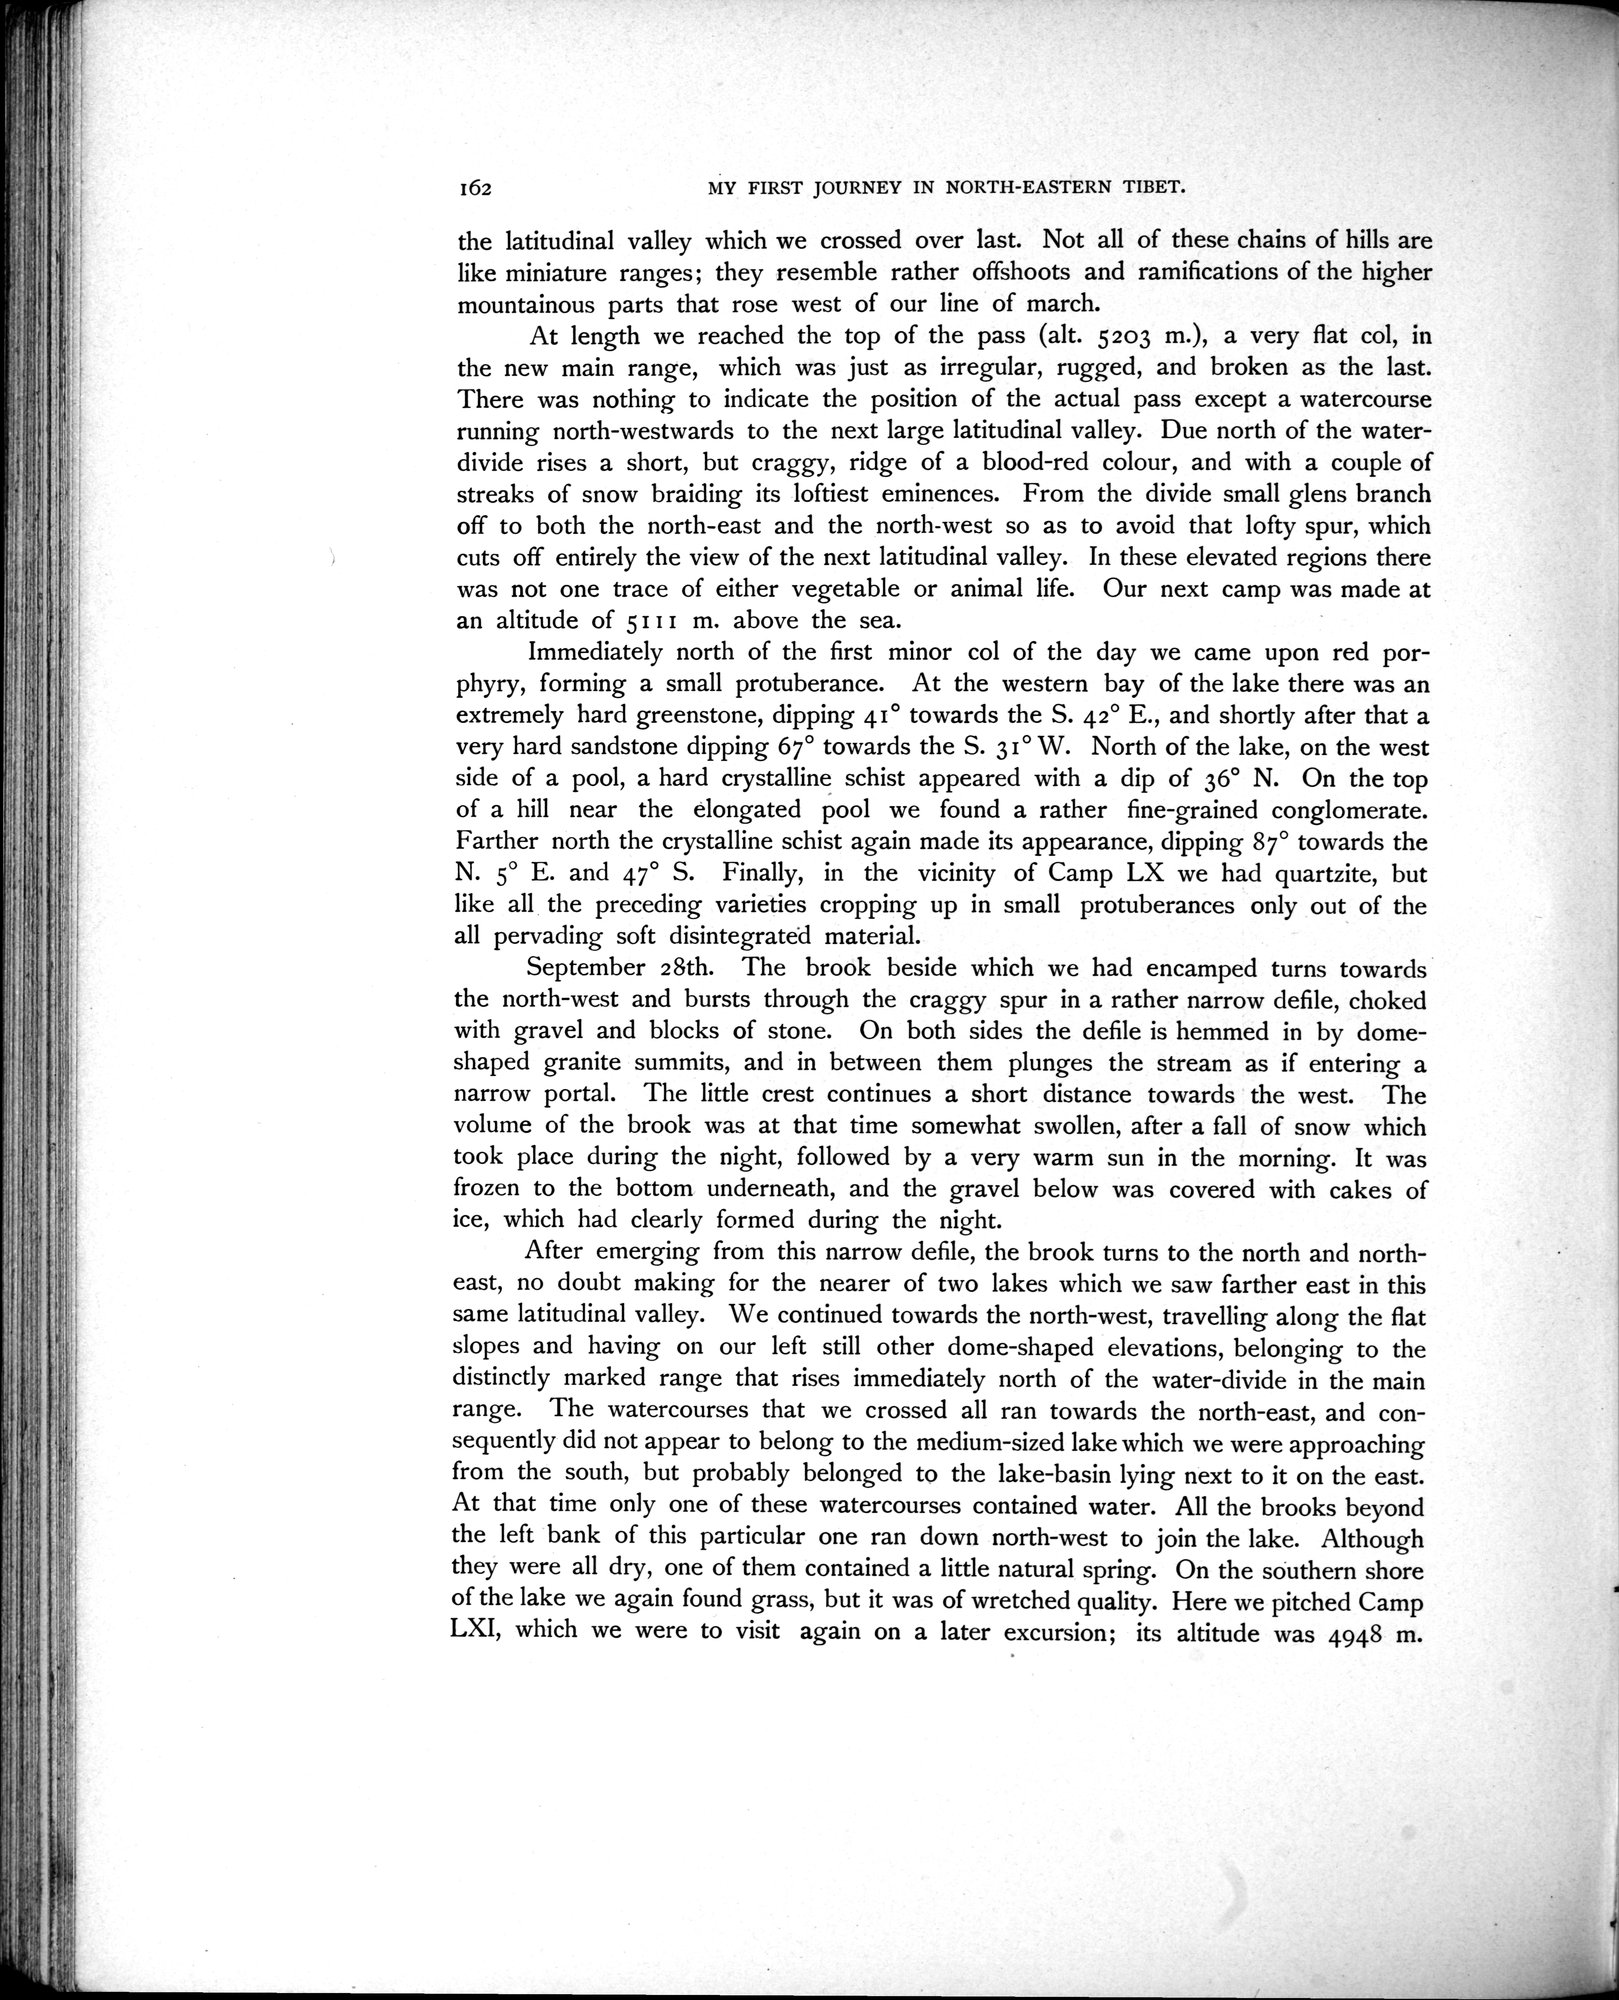 162 MY FIRST JOURNEY IN NORTH-EASTERN TIBET.
the latitudinal valley which we crossed over last. Not all of these chains of hills are
like miniature ranges; they resemble rather offshoots and ramifications of the higher
mountainous parts that rose west of our line of march.
At length we reached the top of the pass (alt. 5203 m.), a very flat col, in
the new main range, which was just as irregular, rugged, and broken as the last.
There was nothing to indicate the position of the actual pass except a watercourse
running north-westwards to the next large latitudinal valley. Due north of the water-
divide rises a short, but craggy, ridge of a blood-red colour, and with a couple of
streaks of snow braiding its loftiest eminences. From the divide small glens branch
off to both the north-east and the north-west so as to avoid that lofty spur, which
cuts off entirely the view of the next latitudinal valley. In these elevated regions there
was not one trace of either vegetable or animal life. Our next camp was made at
an altitude of 5111 m. above the sea.
Immediately north of the first minor col of the day we came upon red por-
phyry, forming a small protuberance. At the western bay of the lake there was an
extremely hard greenstone, dipping 41° towards the S. 42° E., and shortly after that a
very hard sandstone dipping 67° towards the S. 31° W. North of the lake, on the west
side of a pool, a hard crystalline schist appeared with a dip of 36° N. On the top
of a hill near the elongated pool we found a rather fine-grained conglomerate.
Farther north the crystalline schist again made its appearance, dipping 87° towards the
N. 5° E. and 47° S. Finally, in the vicinity of Camp LX we had quartzite, but
like all the preceding varieties cropping up in small protuberances only out of the
all pervading soft disintegrated material.
September 28th. The brook beside which we had encamped turns towards
the north-west and bursts through the craggy spur in a rather narrow defile, choked
with gravel and blocks of stone. On both sides the defile is hemmed in by dome-
shaped granite summits, and in between them plunges the stream as if entering a
narrow portal. The little crest continues a short distance towards the west. The
volume of the brook was at that time somewhat swollen, after a fall of snow which
took place during the night, followed by a very warm sun in the morning. It was
frozen to the bottom underneath, and the gravel below was covered with cakes of
ice, which had clearly formed during the night.
After emerging from this narrow defile, the brook turns to the north and north-
east, no doubt making for the nearer of two lakes which we saw farther east in this
same latitudinal valley. We continued towards the north-west, travelling along the flat
slopes and having on our left still other dome-shaped elevations, belonging to the
distinctly marked range that rises immediately north of the water-divide in the main
range. The watercourses that we crossed all ran towards the north-east, and con-
sequently did not appear to belong to the medium-sized lake which we were approaching
from the south, but probably belonged to the lake-basin lying next to it on the east.
At that time only one of these watercourses contained water. All the brooks beyond
the left bank of this particular one ran down north-west to join the lake. Although
they were all dry, one of them contained a little natural spring. On the southern shore
of the lake we again found grass, but it was of wretched quality. Here we pitched Camp
LXI, which we were to visit again on a later excursion; its altitude was 4948 m.